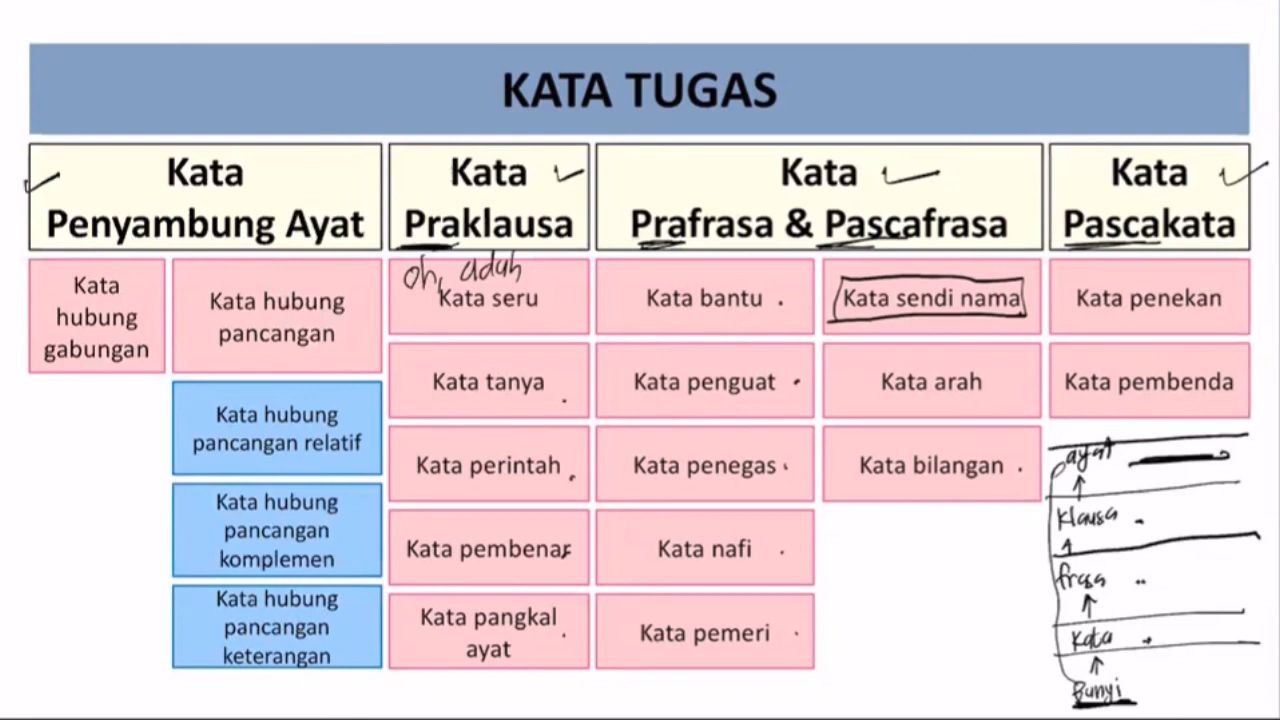 KATA TUGAS
Kata
Penyambung Ayat
Kata
Praklausa
Kata
Prafrasa & Pascafrasa
Kata
Pascakata
Kata
hubung
gabungan
Kata hubung
pancangan
Kata hubung
pancangan relatif
Kata hubung
pancangan
komplemen
Kata hubung
pancangan
keterangan
oh, aduh
Kata seru
Kata tanya
Kata perintah
Kata pembenar
Kata pangkal
ayat
Kata bantu
Kata penguat
Kata penegas
Kata nafi
Kata pemeri
Kata sendi nama
Kata arah
Kata bilangan
Kata penekan
Kata pembenda
ayat
klausa
frasa
kata
Bunyi